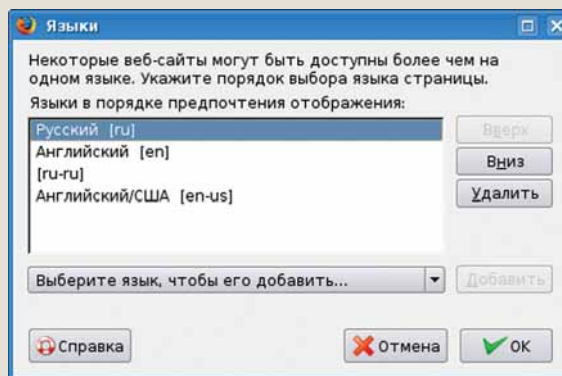 Языки
Некоторые веб-сайты могут быть доступны более чем на
одном языке. Укажите порядок выбора языка страницы.
Языки в порядке предпочтения отображения:
Русский [ru]
Английский [en]
[ru-ru]
Английский/США [en-us]
Вверх
Вниз
Удалить
Выберите язык, чтобы его добавить...
Добавить
Справка
Отмена
ОК